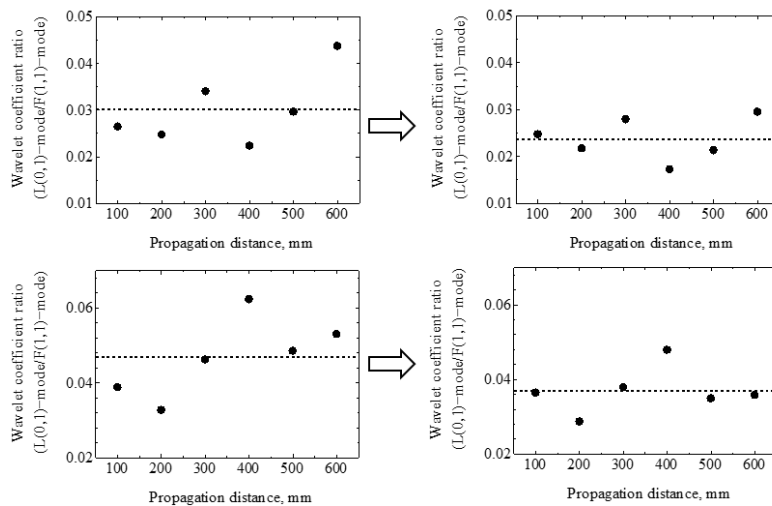 Wavelet coefficient ratio
(L(0,1)−mode/F(1,1)−mode)
0.05
0.04
0.03
0.02
0.01
100 200 300 400 500 600
Propagation distance, mm
Wavelet coefficient ratio
(L(0,1)−mode/F(1,1)−mode)
0.05
0.04
0.03
0.02
0.01
100 200 300 400 500 600
Propagation distance, mm
Wavelet coefficient ratio
(L(0,1)−mode/F(1,1)−mode)
0.06
0.04
0.02
100 200 300 400 500 600
Propagation distance, mm
Wavelet coefficient ratio
(L(0,1)−mode/F(1,1)−mode)
0.06
0.04
0.02
100 200 300 400 500 600
Propagation distance, mm